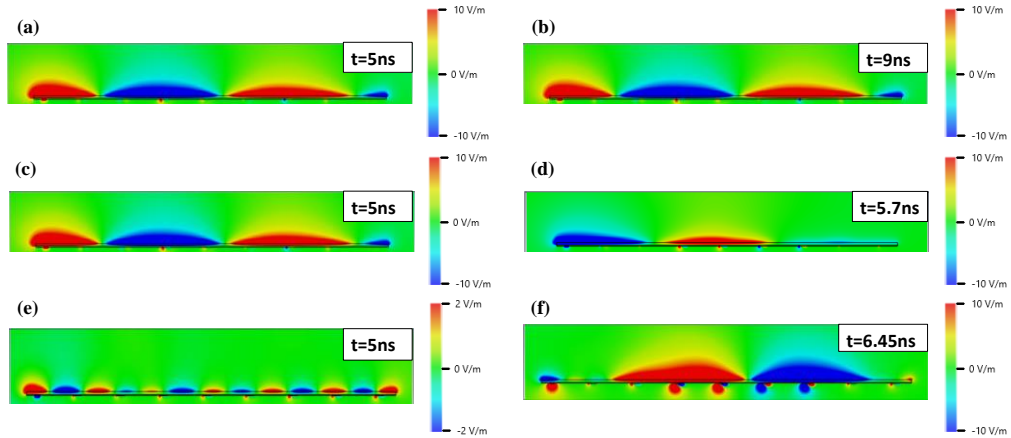 (a)
t=5ns
10 V/m
0 V/m
-10 V/m
(b)
t=9ns
10 V/m
0 V/m
-10 V/m
(c)
t=5ns
10 V/m
0 V/m
-10 V/m
(d)
t=5.7ns
10 V/m
0 V/m
-10 V/m
(e)
t=5ns
2 V/m
0 V/m
-2 V/m
(f)
t=6.45ns
10 V/m
0 V/m
-10 V/m